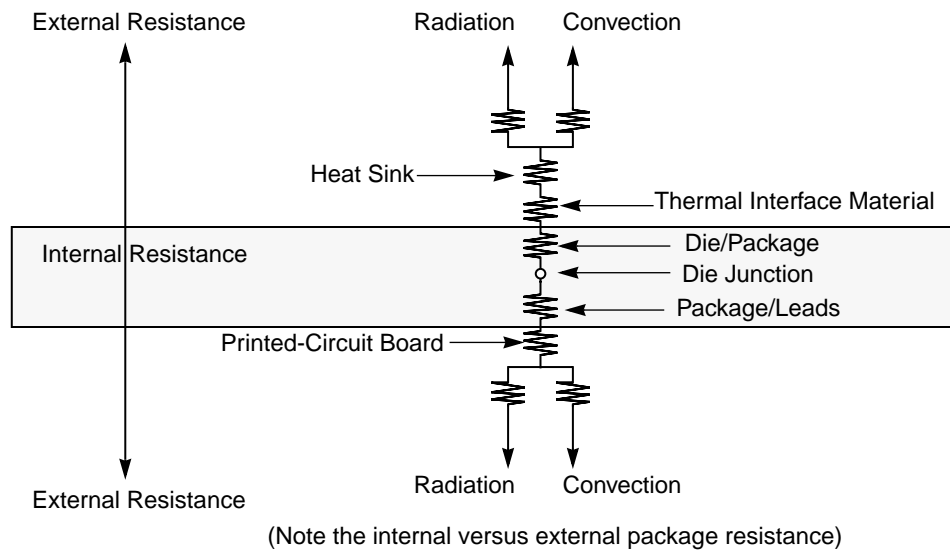 External Resistance
Radiation
Convection
Heat Sink
Thermal Interface Material
Internal Resistance
Die/Package
Die Junction
Package/Leads
Printed-Circuit Board
Radiation
Convection
External Resistance
(Note the internal versus external package resistance)